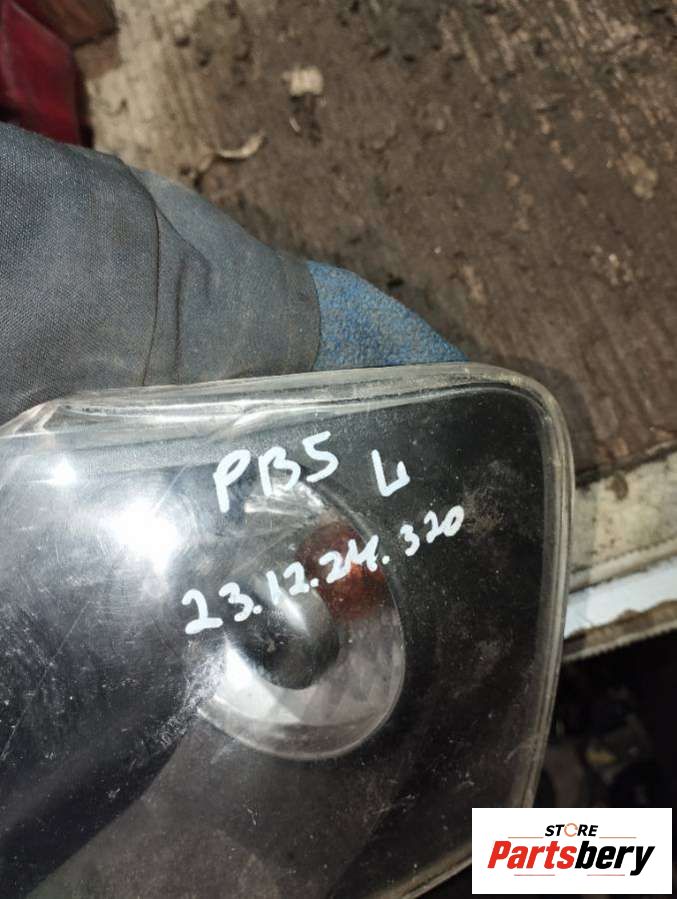 PB5 L
23.12.24.320
STORE
Partsbery